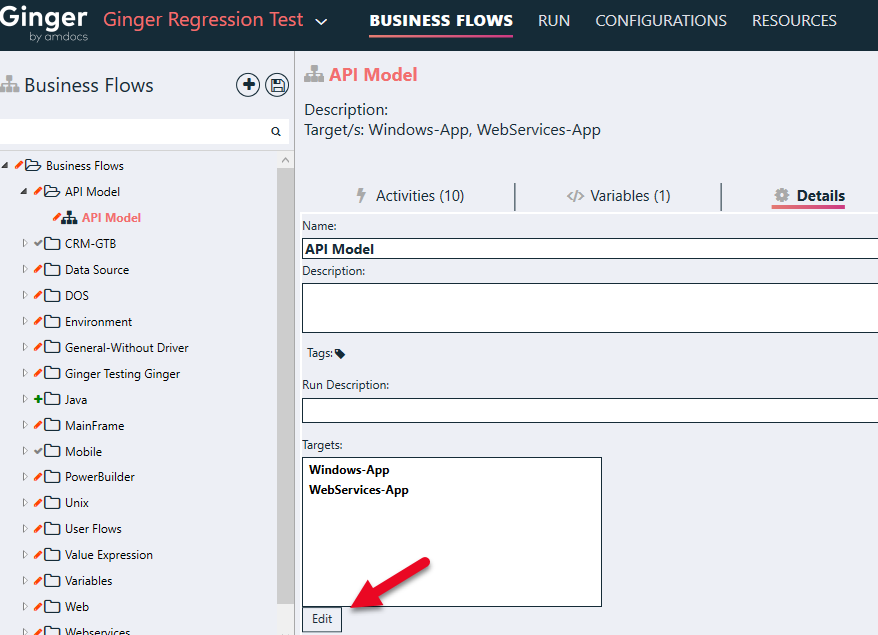 Ginger
by amdocs
Ginger Regression Test
BUSINESS FLOWS
RUN
CONFIGURATIONS
RESOURCES
Business Flows
Business Flows
API Model
API Model
CRM-GTB
Data Source
DOS
Environment
General-Without Driver
Ginger Testing Ginger
Java
MainFrame
Mobile
PowerBuilder
Unix
User Flows
Value Expression
Variables
Web
Webservices
API Model
Description:
Target/s: Windows-App, WebServices-App
Activities (10)
Variables (1)
Details
Name:
API Model
Description:
Tags:
Run Description:
Targets:
Windows-App
WebServices-App
Edit